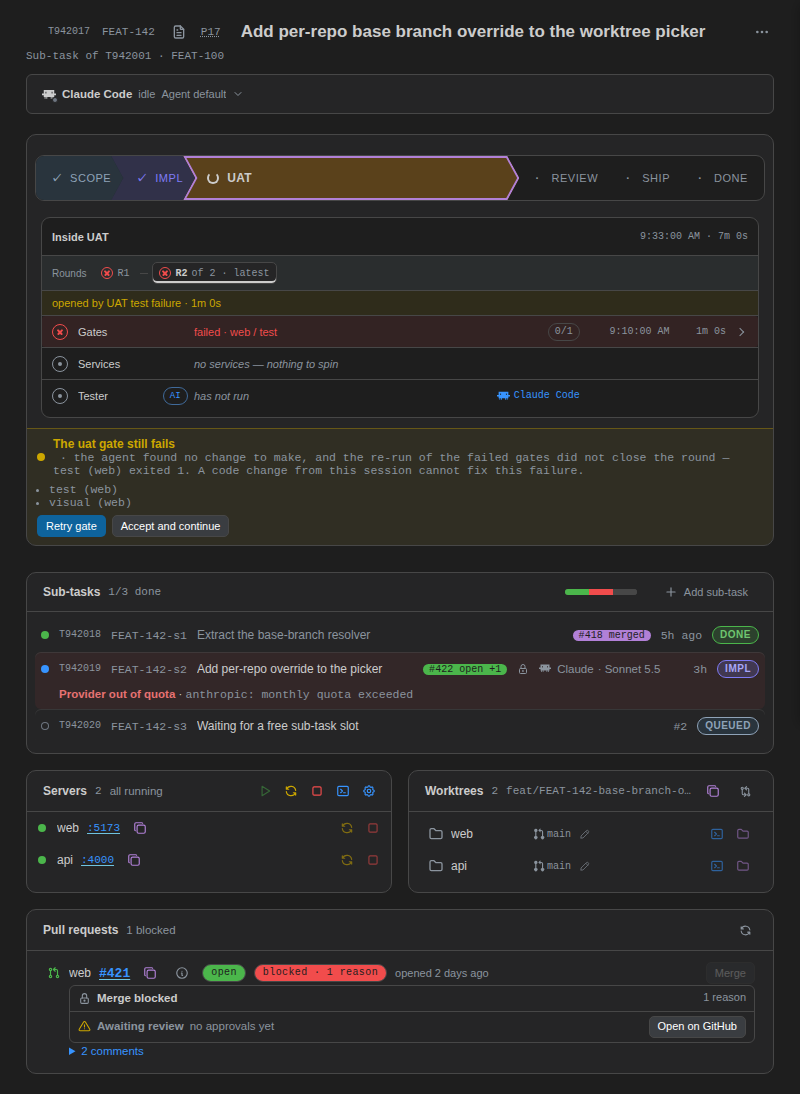 T942017 FEAT-142 P17 Add per-repo base branch override to the worktree picker
Sub-task of T942001 · FEAT-100
Claude Code idle Agent default
SCOPE IMPL UAT · REVIEW · SHIP · DONE
Inside UAT 9:33:00 AM · 7m 0s
Rounds R1 — R2 of 2 · latest
opened by UAT test failure · 1m 0s
Gates failed · web / test 0/1 9:10:00 AM 1m 0s
Services no services — nothing to spin
Tester AI has not run Claude Code
The uat gate still fails
· the agent found no change to make, and the re-run of the failed gates did not close the round —
test (web) exited 1. A code change from this session cannot fix this failure.
• test (web)
• visual (web)
Retry gate Accept and continue
Sub-tasks 1/3 done Add sub-task
T942018 FEAT-142-s1 Extract the base-branch resolver #418 merged 5h ago DONE
T942019 FEAT-142-s2 Add per-repo override to the picker #422 open +1 Claude · Sonnet 5.5 3h IMPL
Provider out of quota · anthropic: monthly quota exceeded
T942020 FEAT-142-s3 Waiting for a free sub-task slot #2 QUEUED
Servers 2 all running
web :5173
api :4000
Worktrees 2 feat/FEAT-142-base-branch-o…
web main
api main
Pull requests 1 blocked
web #421 open blocked · 1 reason opened 2 days ago Merge
Merge blocked 1 reason
Awaiting review no approvals yet Open on GitHub
2 comments